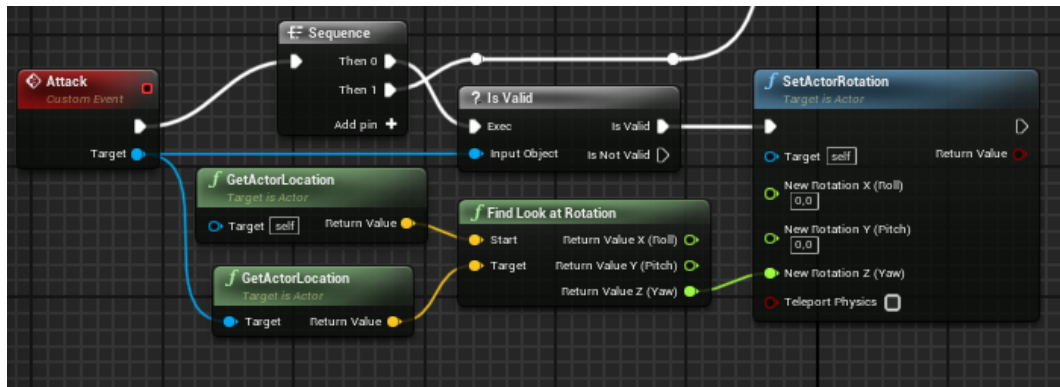 Sequence
Then 0
Then 1
Add pin +
Attack
Custom Event
Target
? Is Valid
Exec
Is Valid
Input Object
Is Not Valid
f SetActorRotation
Target is Actor
Target self
Return Value
New Rotation X (Roll)
0,0
New Rotation Y (Pitch)
0,0
New Rotation Z (Yaw)
Teleport Physics
f GetActorLocation
Target is Actor
Target self
Return Value
f Find Look at Rotation
Start
Return Value X (Roll)
Target
Return Value Y (Pitch)
Return Value Z (Yaw)
f GetActorLocation
Target is Actor
Target
Return Value